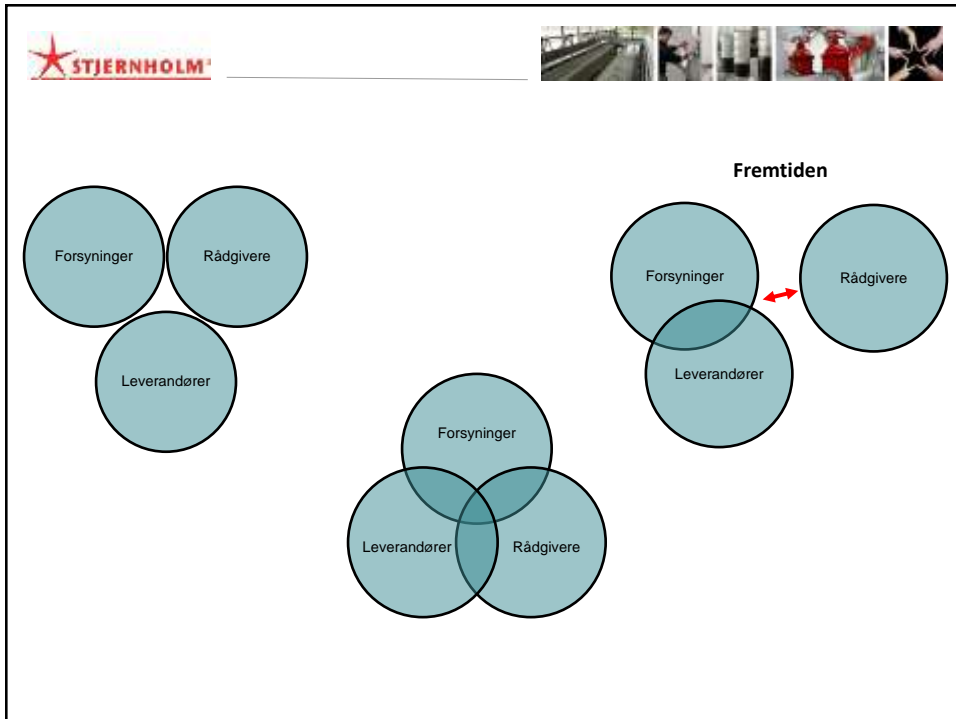 STJERNHOLM
Fremtiden
Forsyninger
Rådgivere
Leverandører
Forsyninger
Rådgivere
Leverandører
Forsyninger
Leverandører
Rådgivere